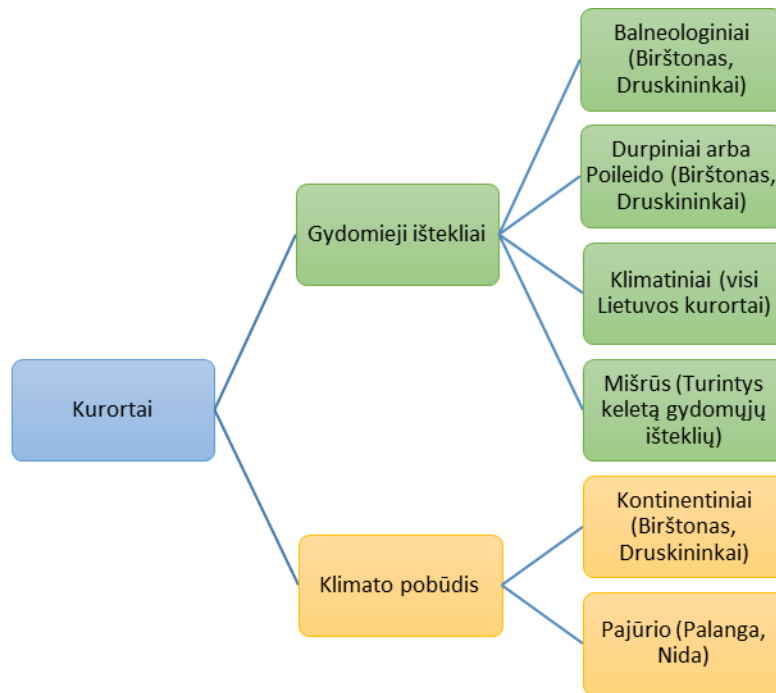 Kurortai
Gydomieji ištekliai
Balneologiniai
(Birštonas,
Druskininkai)
Durpiniai arba
Poileido (Birštonas,
Druskininkai)
Klimatiniai (visi
Lietuvos kurortai)
Mišrūs (Turintys
keletą gydomųjų
išteklių)
Klimato pobūdis
Kontinentiniai
(Birštonas,
Druskininkai)
Pajūrio (Palanga,
Nida)